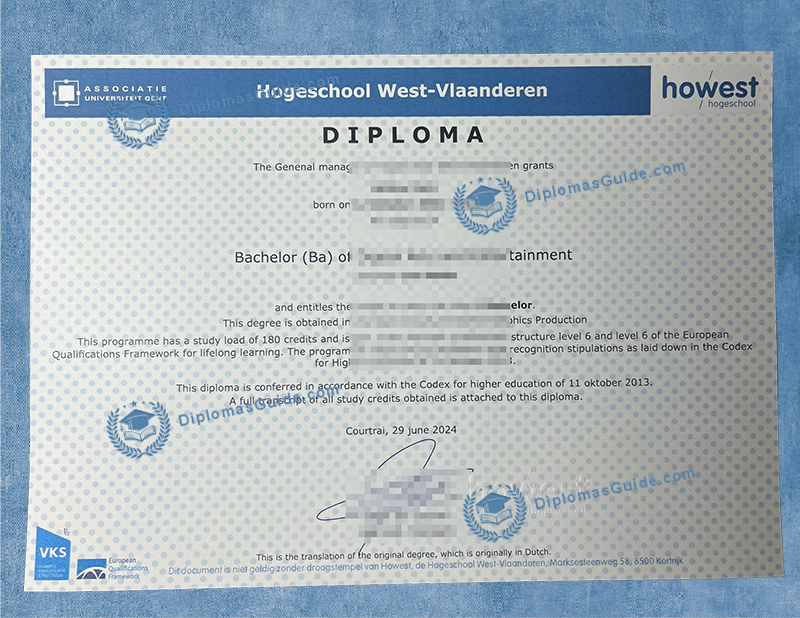 ASSOCIATIE
UNIVERSITEIT GENT
Hogeschool West-Vlaanderen
howest
hogeschool
DiplomasGuide.com
DIPLOMA
The Genenal manag
en grants
DiplomasGuide.com
born on
Bachelor (Ba) of
tainment
and entitles the
elor.
This degree is obtained in
phics Production
This programme has a study load of 180 credits and is
structure level 6 and level 6 of the European
Qualifications Framework for lifelong learning. The program
recognition stipulations as laid down in the Codex
for Hig
This diploma is conferred in accordance with the Codex for higher education of 11 oktober 2013.
A full transcript of all study credits obtained is attached to this diploma.
DiplomasGuide.com
Courtrai, 29 june 2024
DiplomasGuide.com
VKS
VLAAMSE
KWALIFICATIE
STRUCTUUR
European
Qualifications
Framework
This is the translation of the original degree, which is originally in Dutch.
Dit document is niet geldig zonder droogstempel van Howest, de Hogeschool West-Vlaanderen, Marksesteenweg 58, 8500 Kortrijk